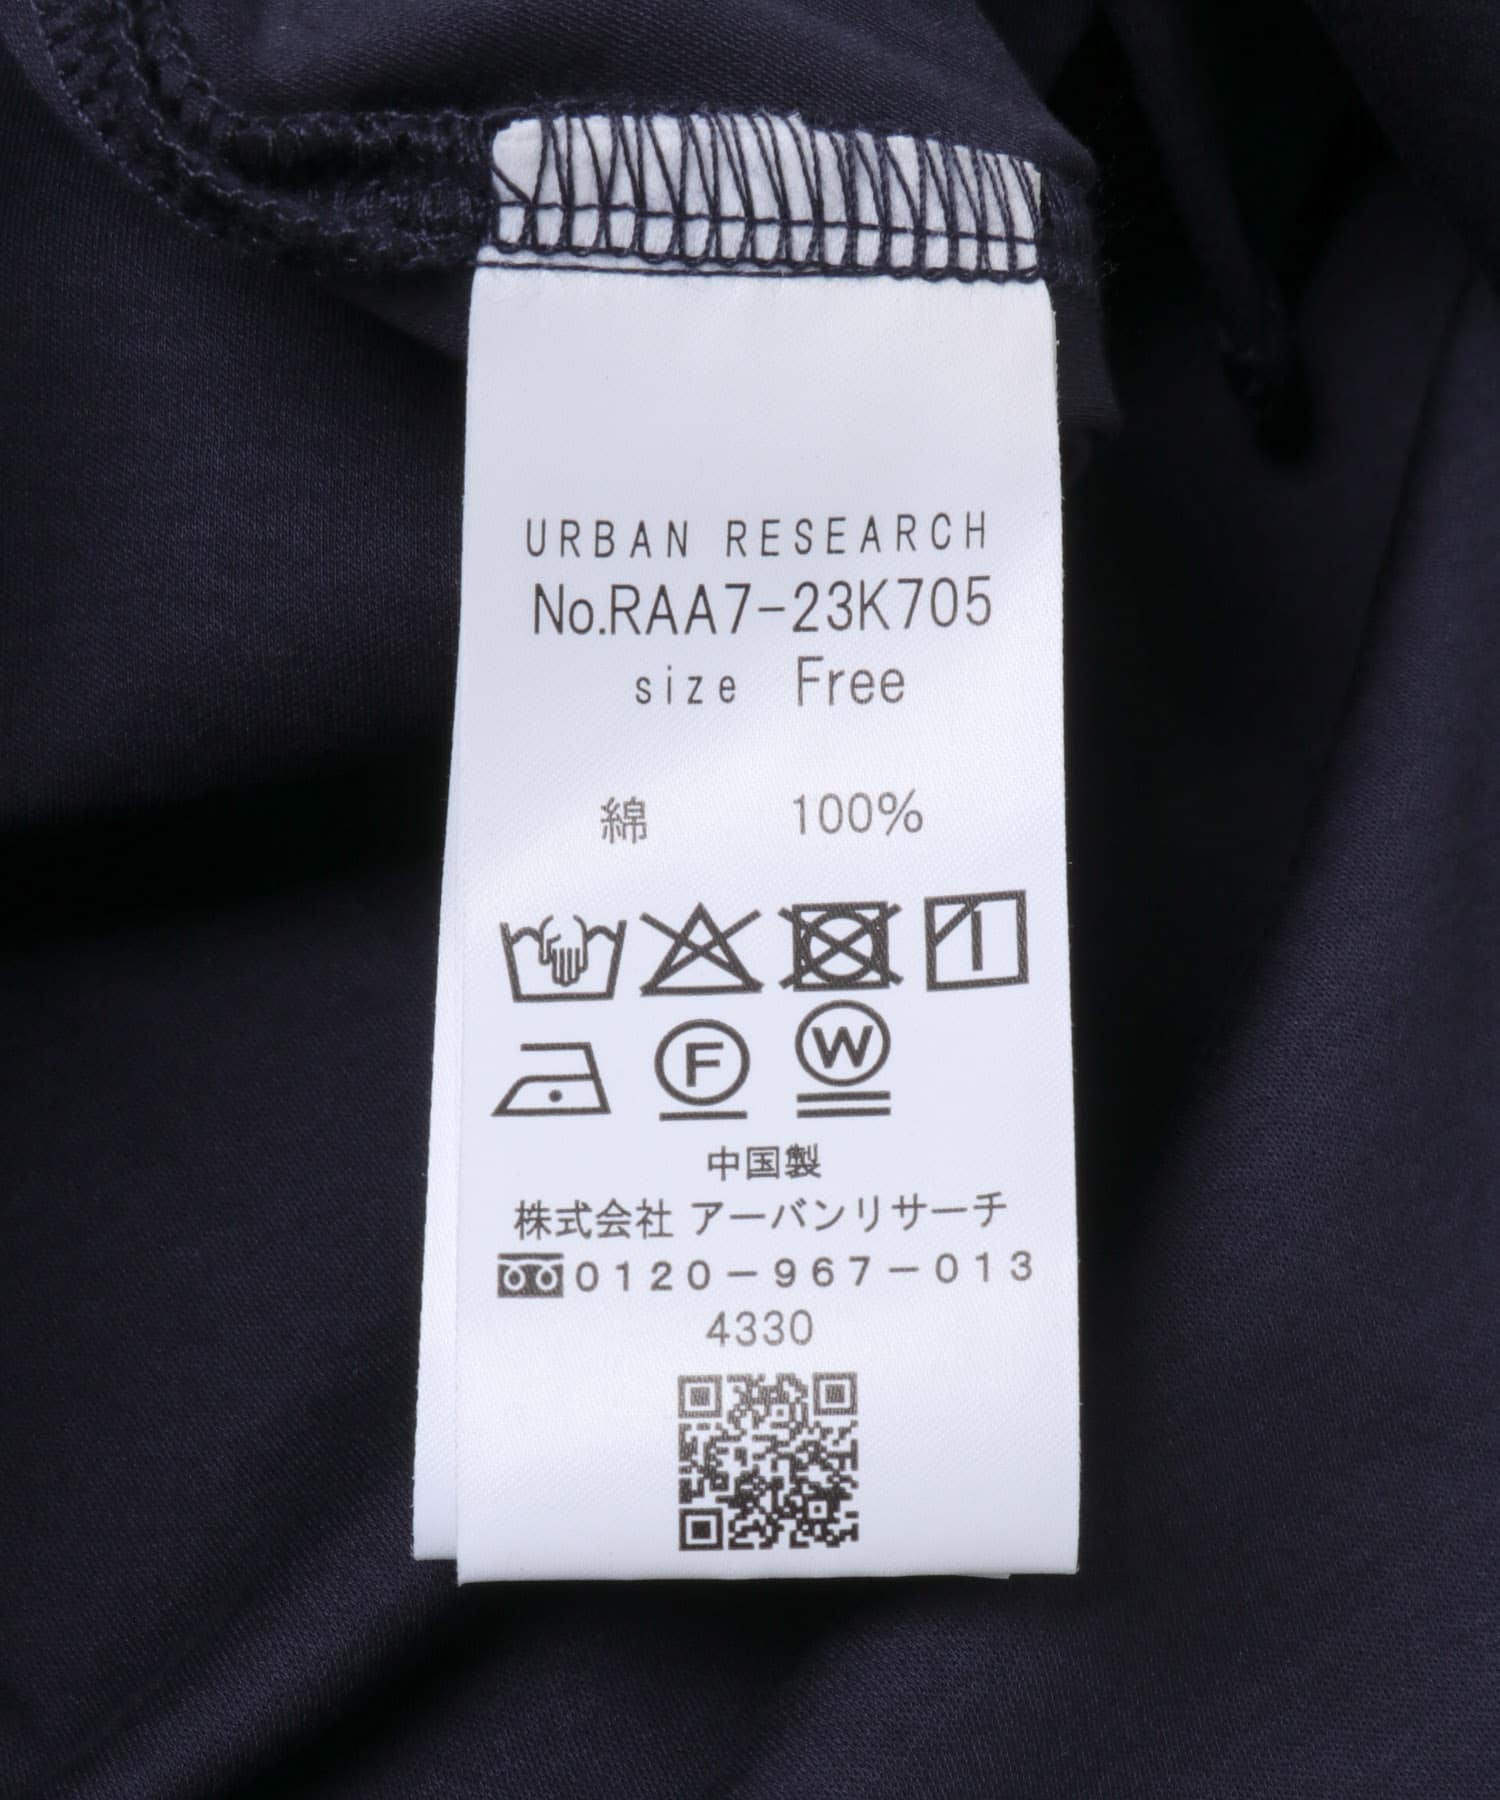 URBAN RESEARCH
No.RAA7-23K705
size Free
綿 100%
F W
中国製
株式会社 アーバンリサーチ
0120-967-013
4330